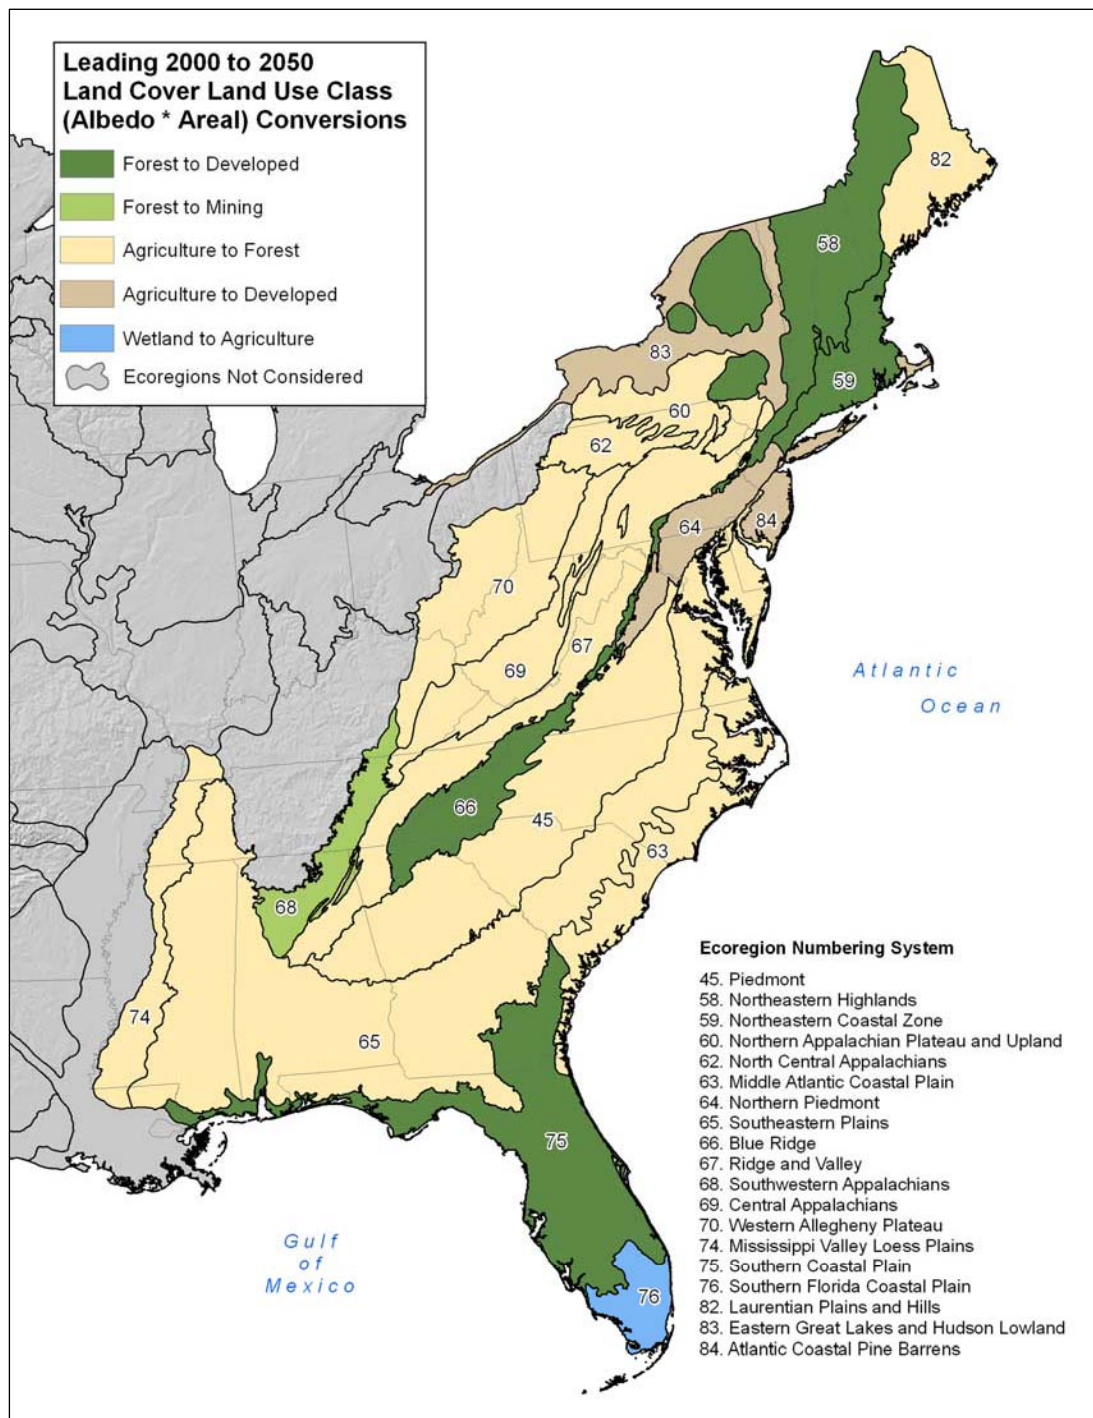 Leading 2000 to 2050
Land Cover Land Use Class
(Albedo * Areal) Conversions
Forest to Developed
Forest to Mining
Agriculture to Forest
Agriculture to Developed
Wetland to Agriculture
Ecoregions Not Considered
82
58
83
59
60
62
64
84
70
67
69
Atlantic
Ocean
66
45
63
68
74
65
75
76
Gulf
of
Mexico
Ecoregion Numbering System
45. Piedmont
58. Northeastern Highlands
59. Northeastern Coastal Zone
60. Northern Appalachian Plateau and Upland
62. North Central Appalachians
63. Middle Atlantic Coastal Plain
64. Northern Piedmont
65. Southeastern Plains
66. Blue Ridge
67. Ridge and Valley
68. Southwestern Appalachians
69. Central Appalachians
70. Western Allegheny Plateau
74. Mississippi Valley Loess Plains
75. Southern Coastal Plain
76. Southern Florida Coastal Plain
82. Laurentian Plains and Hills
83. Eastern Great Lakes and Hudson Lowland
84. Atlantic Coastal Pine Barrens